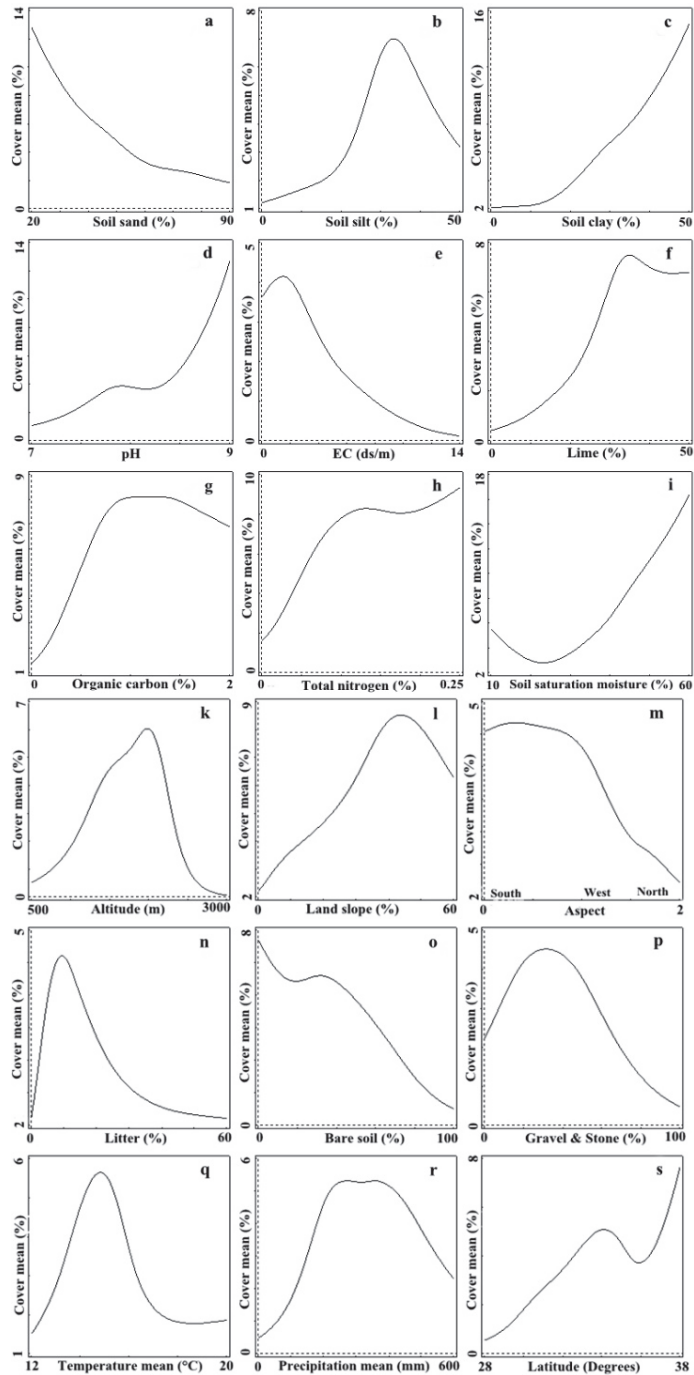 14
a
Cover mean (%)
0
20
Soil sand (%)
90
8
b
Cover mean (%)
1
0
Soil silt (%)
50
16
c
Cover mean (%)
2
0
Soil clay (%)
50
14
d
Cover mean (%)
0
7
pH
9
5
e
Cover mean (%)
0
0
EC (ds/m)
14
8
f
Cover mean (%)
0
0
Lime (%)
50
9
g
Cover mean (%)
1
0
Organic carbon (%)
2
10
h
Cover mean (%)
0
0
Total nitrogen (%)
0.25
18
i
Cover mean (%)
2
10
Soil saturation moisture (%)
60
7
k
Cover mean (%)
0
500
Altitude (m)
3000
9
l
Cover mean (%)
2
0
Land slope (%)
60
5
m
Cover mean (%)
2
South
West
North
0
Aspect
2
5
n
Cover mean (%)
2
0
Litter (%)
60
8
o
Cover mean (%)
0
0
Bare soil (%)
100
5
p
Cover mean (%)
0
0
Gravel & Stone (%)
100
6
q
Cover mean (%)
1
12
Temperature mean (°C)
20
6
r
Cover mean (%)
0
0
Precipitation mean (mm)
600
8
s
Cover mean (%)
0
28
Latitude (Degrees)
38